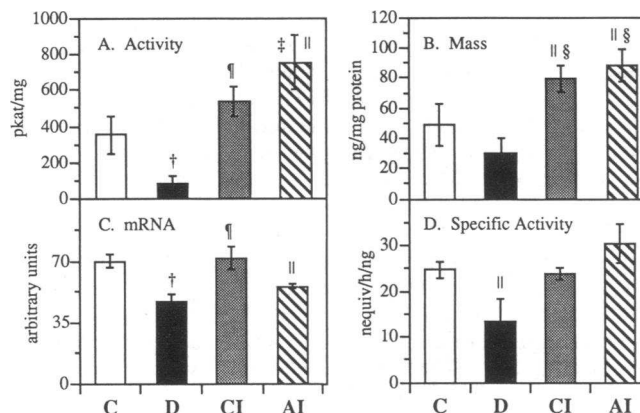 A. Activity
pkat/mg
1000
800
600
400
200
0
†
¶
‡ ||
B. Mass
ng/mg protein
120
100
80
60
40
20
0
|| §
|| §
C. mRNA
arbitrary units
70
35
0
†
¶
||
C D CI AI
D. Specific Activity
nequiv/h/ng
30
20
10
0
||
C D CI AI